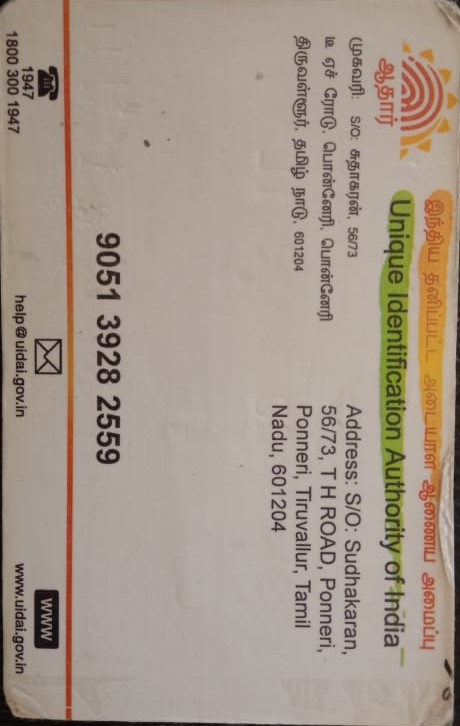 இந்திய தனிப்பட்ட அடையாள ஆணைய அமைப்பு
Unique Identification Authority of India
ஆதார்
முகவரி: S/O: சுதாகரன், 56/73
டி ஏச் ரோடு, பொன்னேரி, பொன்னேரி
திருவள்ளூர், தமிழ் நாடு, 601204
Address: S/O: Sudhakaran,
56/73, T H ROAD, Ponneri,
Ponneri, Tiruvallur, Tamil
Nadu, 601204
9051 3928 2559
1947
1800 300 1947
help@uidai.gov.in
WWW
www.uidai.gov.in